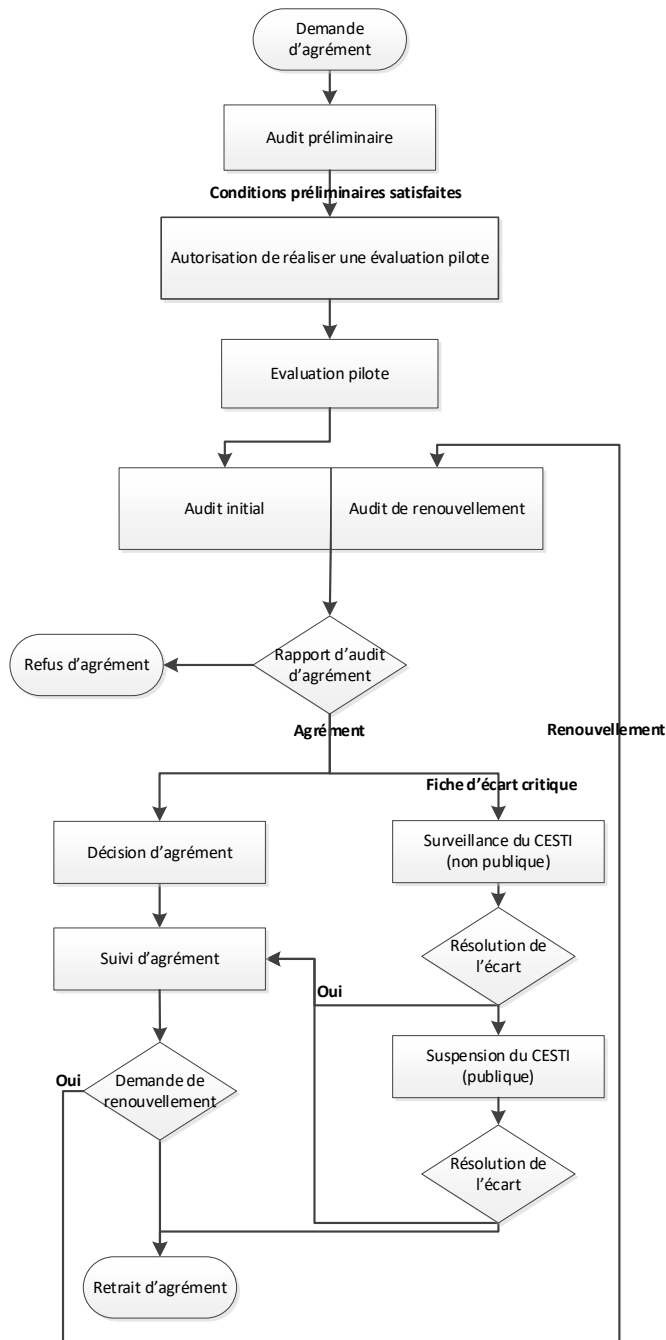 Demande
d’agrément
Audit préliminaire
Conditions préliminaires satisfaites
Autorisation de réaliser une évaluation pilote
Evaluation pilote
Audit initial
Audit de renouvellement
Refus d’agrément
Rapport d’audit
d’agrément
Agrément
Renouvellement
Fiche d’écart critique
Décision d’agrément
Surveillance du CESTI
(non publique)
Suivi d’agrément
Résolution de
l’écart
Oui
Suspension du CESTI
(publique)
Oui
Demande de
renouvellement
Résolution de
l’écart
Retrait d’agrément